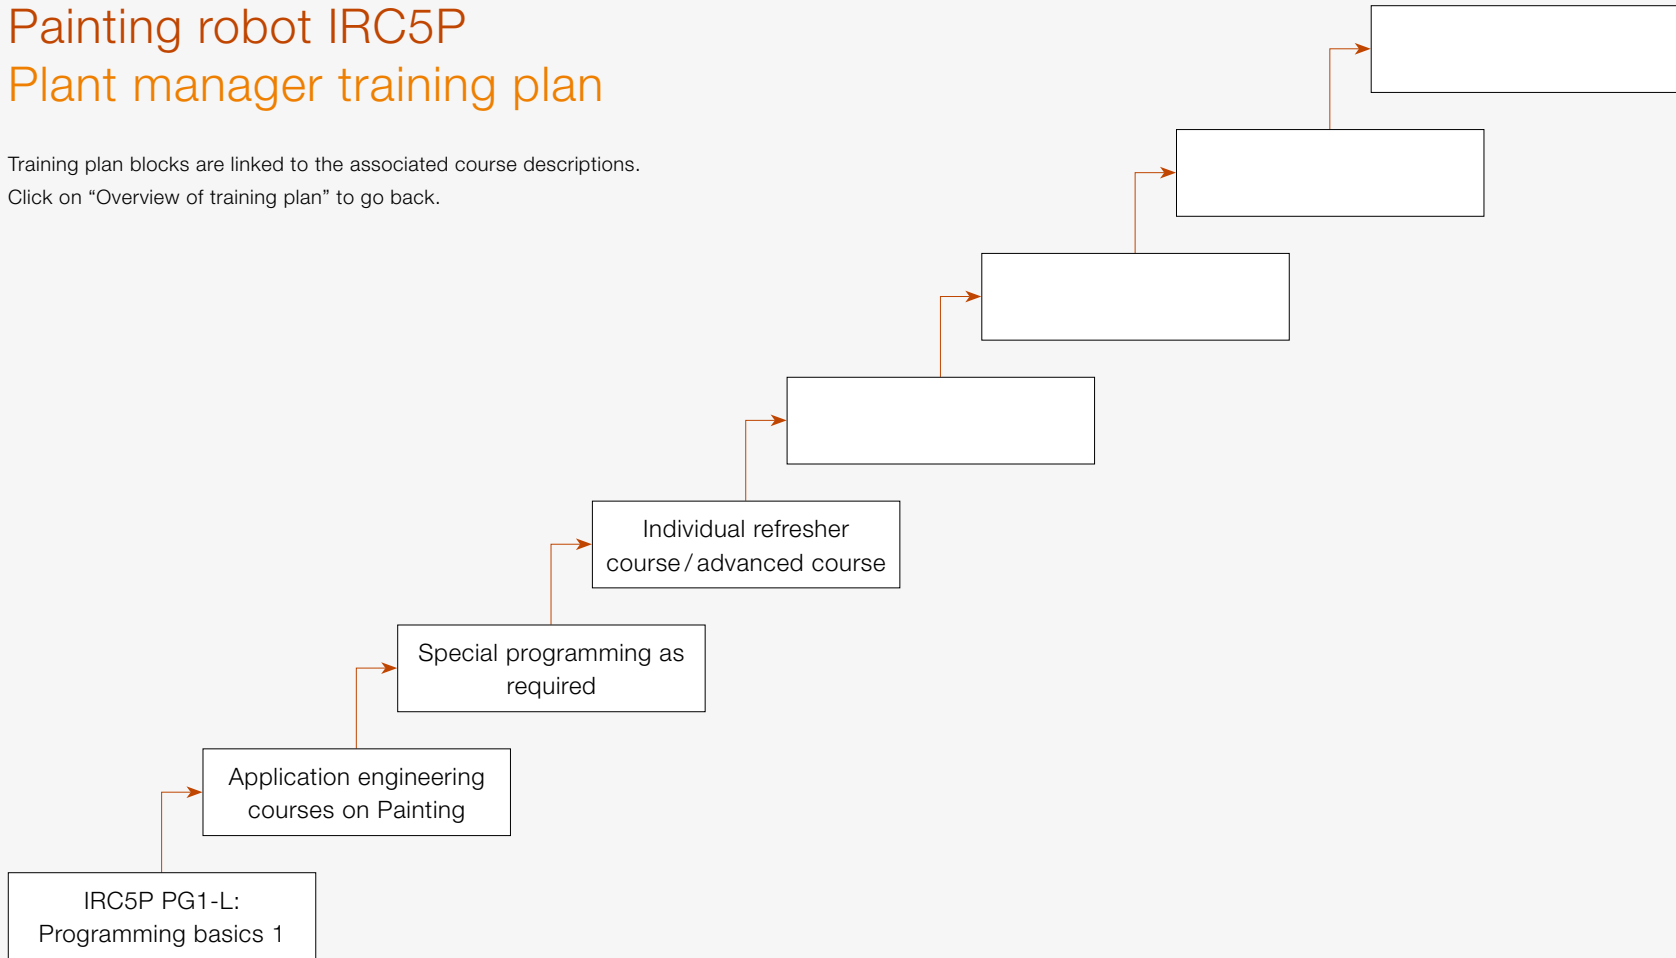 Painting robot IRC5P
Plant manager training plan
Training plan blocks are linked to the associated course descriptions.
Click on “Overview of training plan” to go back.
Individual refresher
course / advanced course
Special programming as
required
Application engineering
courses on Painting
IRC5P PG1-L:
Programming basics 1